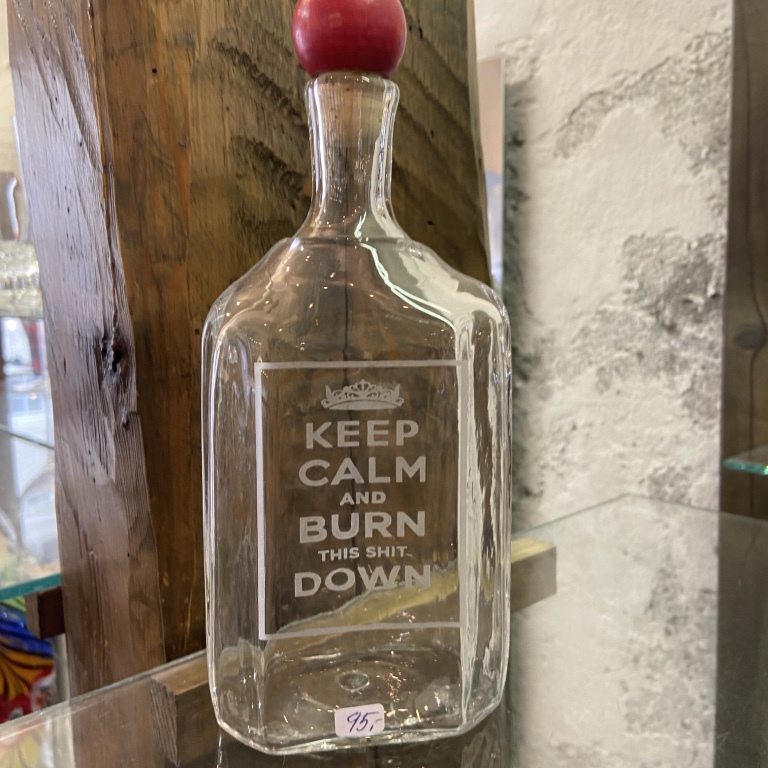 KEEP
CALM
AND
BURN
THIS SHIT
DOWN
95,-